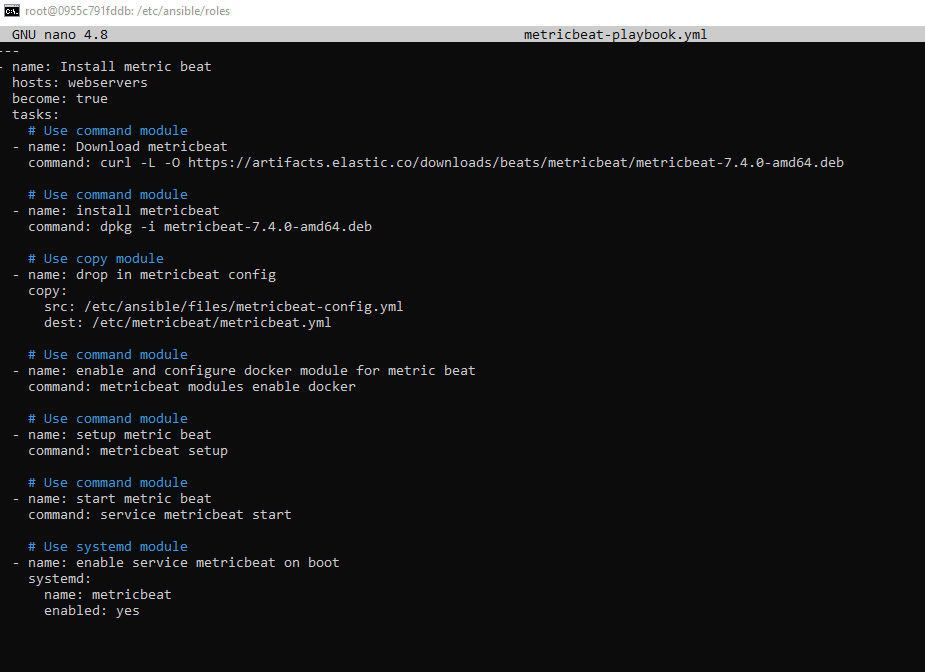 root@0955c791fddb: /etc/ansible/roles
GNU nano 4.8 metricbeat-playbook.yml
---
- name: Install metric beat
  hosts: webservers
  become: true
  tasks:
    # Use command module
  - name: Download metricbeat
    command: curl -L -O https://artifacts.elastic.co/downloads/beats/metricbeat/metricbeat-7.4.0-amd64.deb

    # Use command module
  - name: install metricbeat
    command: dpkg -i metricbeat-7.4.0-amd64.deb

    # Use copy module
  - name: drop in metricbeat config
    copy:
      src: /etc/ansible/files/metricbeat-config.yml
      dest: /etc/metricbeat/metricbeat.yml

    # Use command module
  - name: enable and configure docker module for metric beat
    command: metricbeat modules enable docker

    # Use command module
  - name: setup metric beat
    command: metricbeat setup

    # Use command module
  - name: start metric beat
    command: service metricbeat start

    # Use systemd module
  - name: enable service metricbeat on boot
    systemd:
      name: metricbeat
      enabled: yes